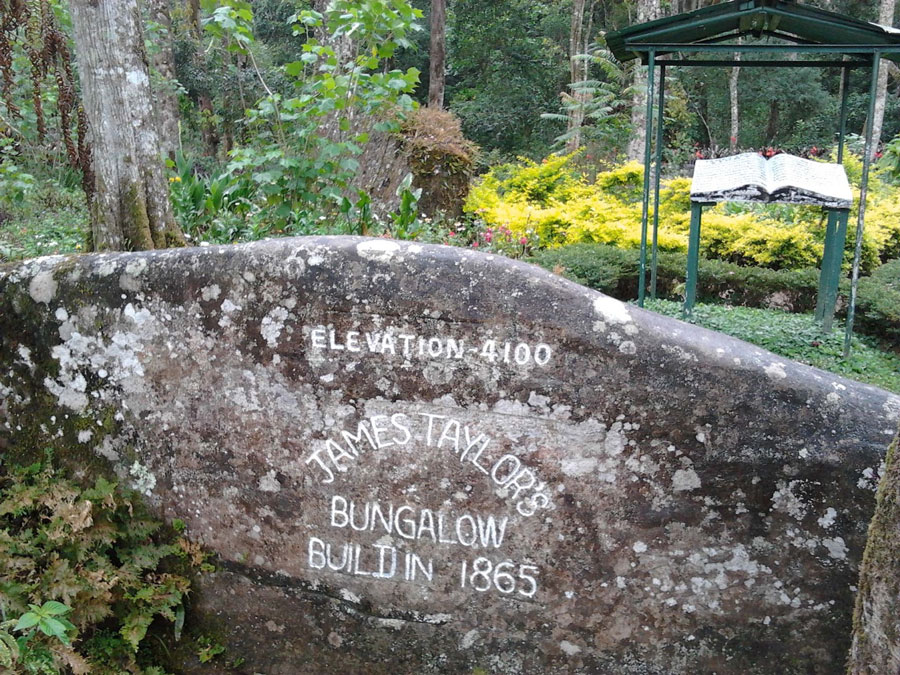 ELEVATION-4100
JAMES TAYLOR'S
BUNGALOW
BUILD IN 1865